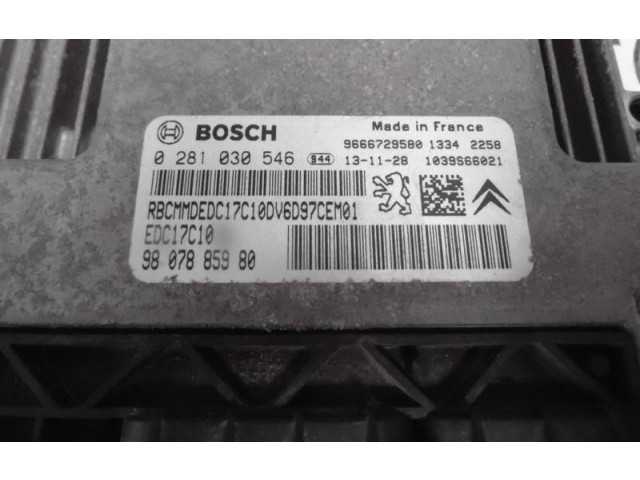 BOSCH
Made in France
9666729580 1334 2258
0 281 030 546 S44 13-11-28 1039S66021
RBCMMDEDC17C10DV6D97CEM01
EDC17C10
98 078 859 80